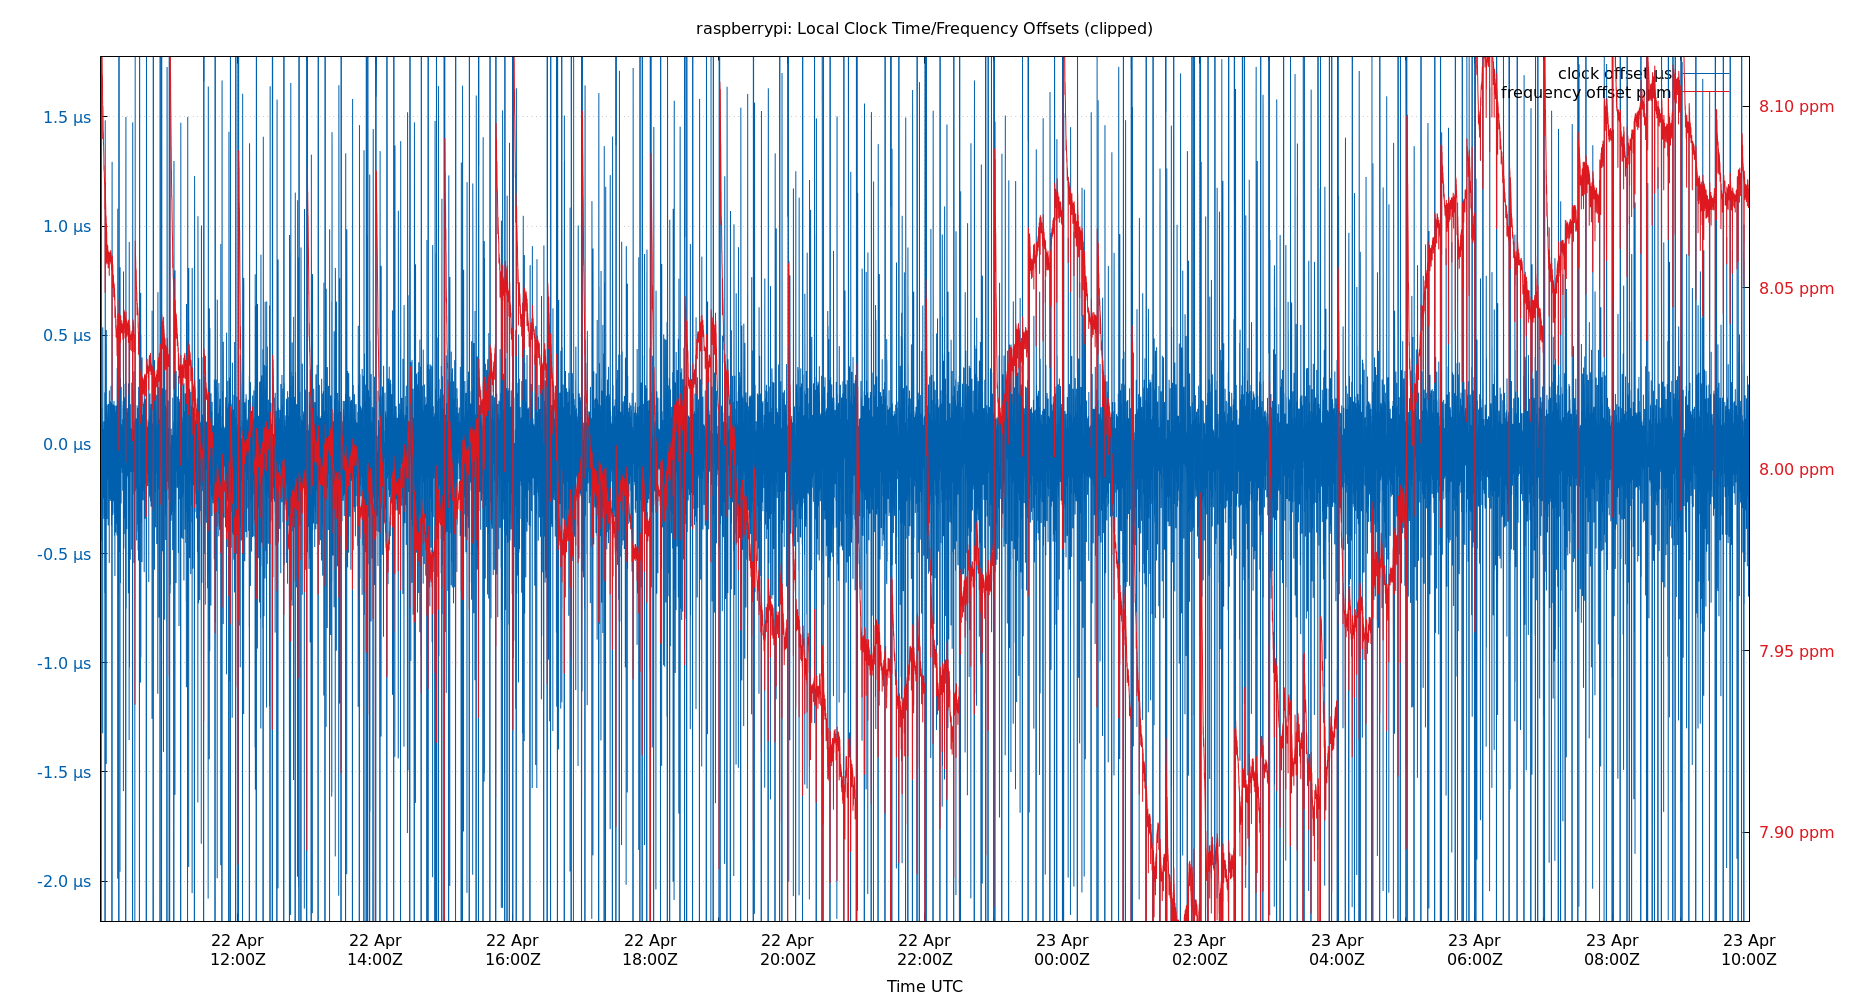 raspberrypi: Local Clock Time/Frequency Offsets (clipped)
clock offset µs
frequency offset ppm
1.5 µs
1.0 µs
0.5 µs
0.0 µs
-0.5 µs
-1.0 µs
-1.5 µs
-2.0 µs
8.10 ppm
8.05 ppm
8.00 ppm
7.95 ppm
7.90 ppm
22 Apr 22 Apr 22 Apr 22 Apr 22 Apr 22 Apr 23 Apr 23 Apr 23 Apr 23 Apr 23 Apr 23 Apr
12:00Z 14:00Z 16:00Z 18:00Z 20:00Z 22:00Z 00:00Z 02:00Z 04:00Z 06:00Z 08:00Z 10:00Z
Time UTC